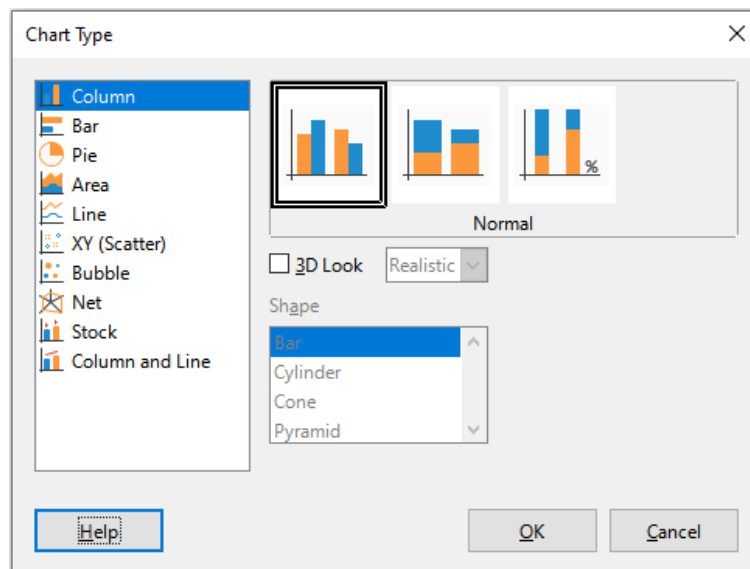 Chart Type
Column
Bar
Pie
Area
Line
XY (Scatter)
Bubble
Net
Stock
Column and Line
%
Normal
3D Look
Realistic
Shape
Bar
Cylinder
Cone
Pyramid
Help
OK
Cancel